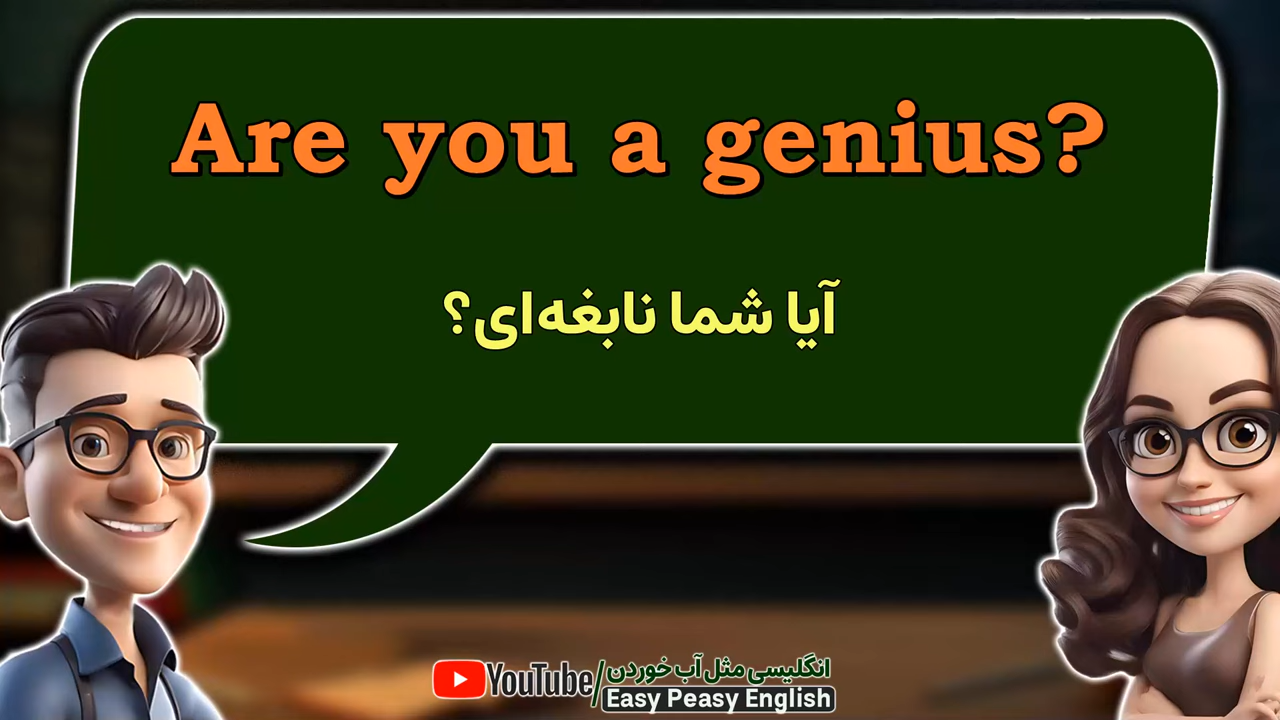 Are you a genius?
آیا شما نابغه‌ای؟
YouTube/
انگلیسی مثل آب خوردن
Easy Peasy English